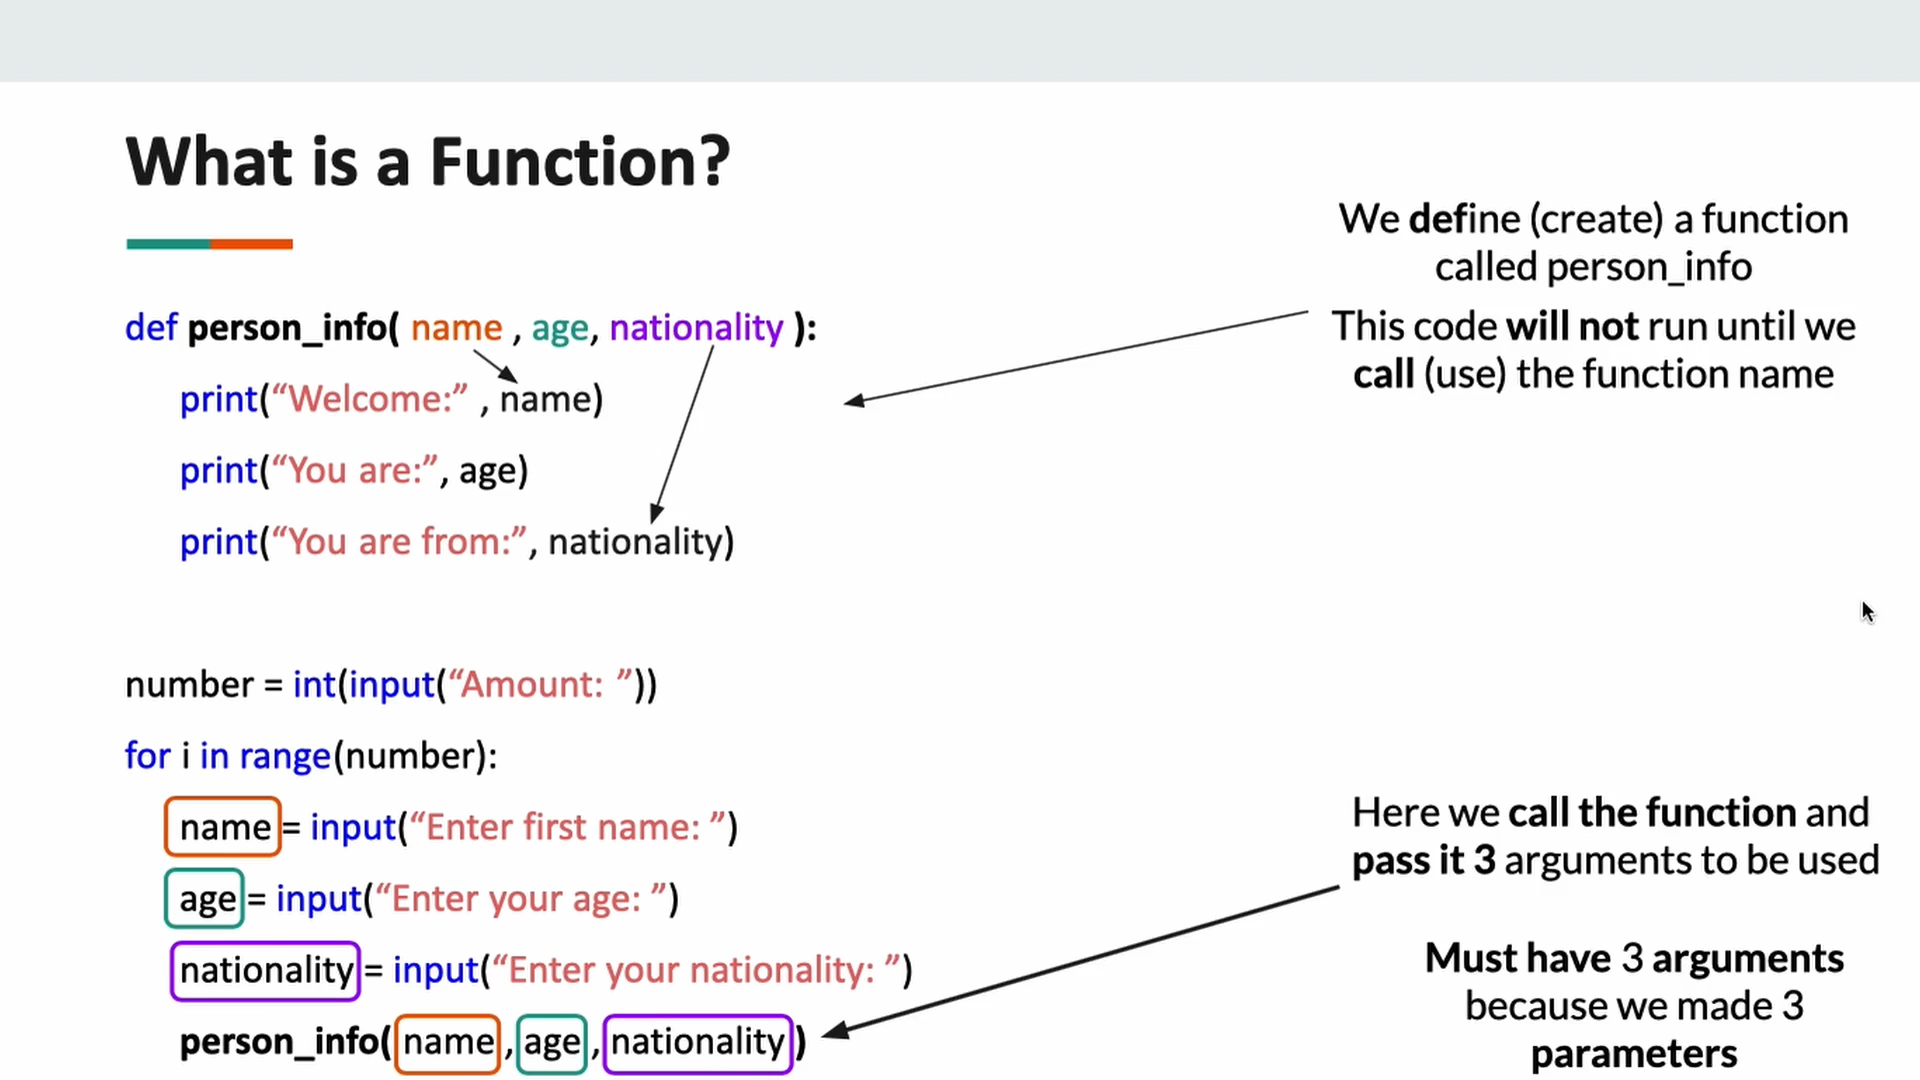 What is a Function?
We define (create) a function
called person_info
This code will not run until we
call (use) the function name
def person_info( name , age, nationality ):
print(“Welcome:” , name)
print(“You are:”, age)
print(“You are from:”, nationality)
number = int(input(“Amount: ”))
for i in range(number):
name = input(“Enter first name: ”)
age = input(“Enter your age: ”)
nationality = input(“Enter your nationality: ”)
person_info( name , age , nationality )
Here we call the function and
pass it 3 arguments to be used
Must have 3 arguments
because we made 3
parameters